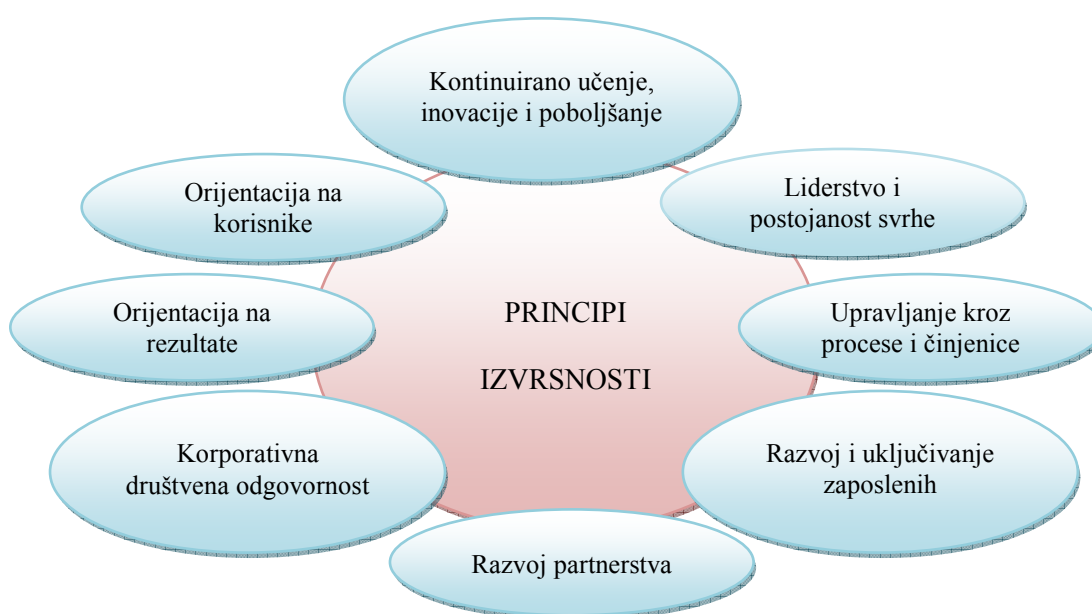 Kontinuirano učenje,
inovacije i poboljšanje
Orijentacija na
korisnike
Liderstvo i
postojanost svrhe
Orijentacija na
rezultate
PRINCIPI
IZVRSNOSTI
Upravljanje kroz
procese i činjenice
Korporativna
društvena odgovornost
Razvoj i uključivanje
zaposlenih
Razvoj partnerstva